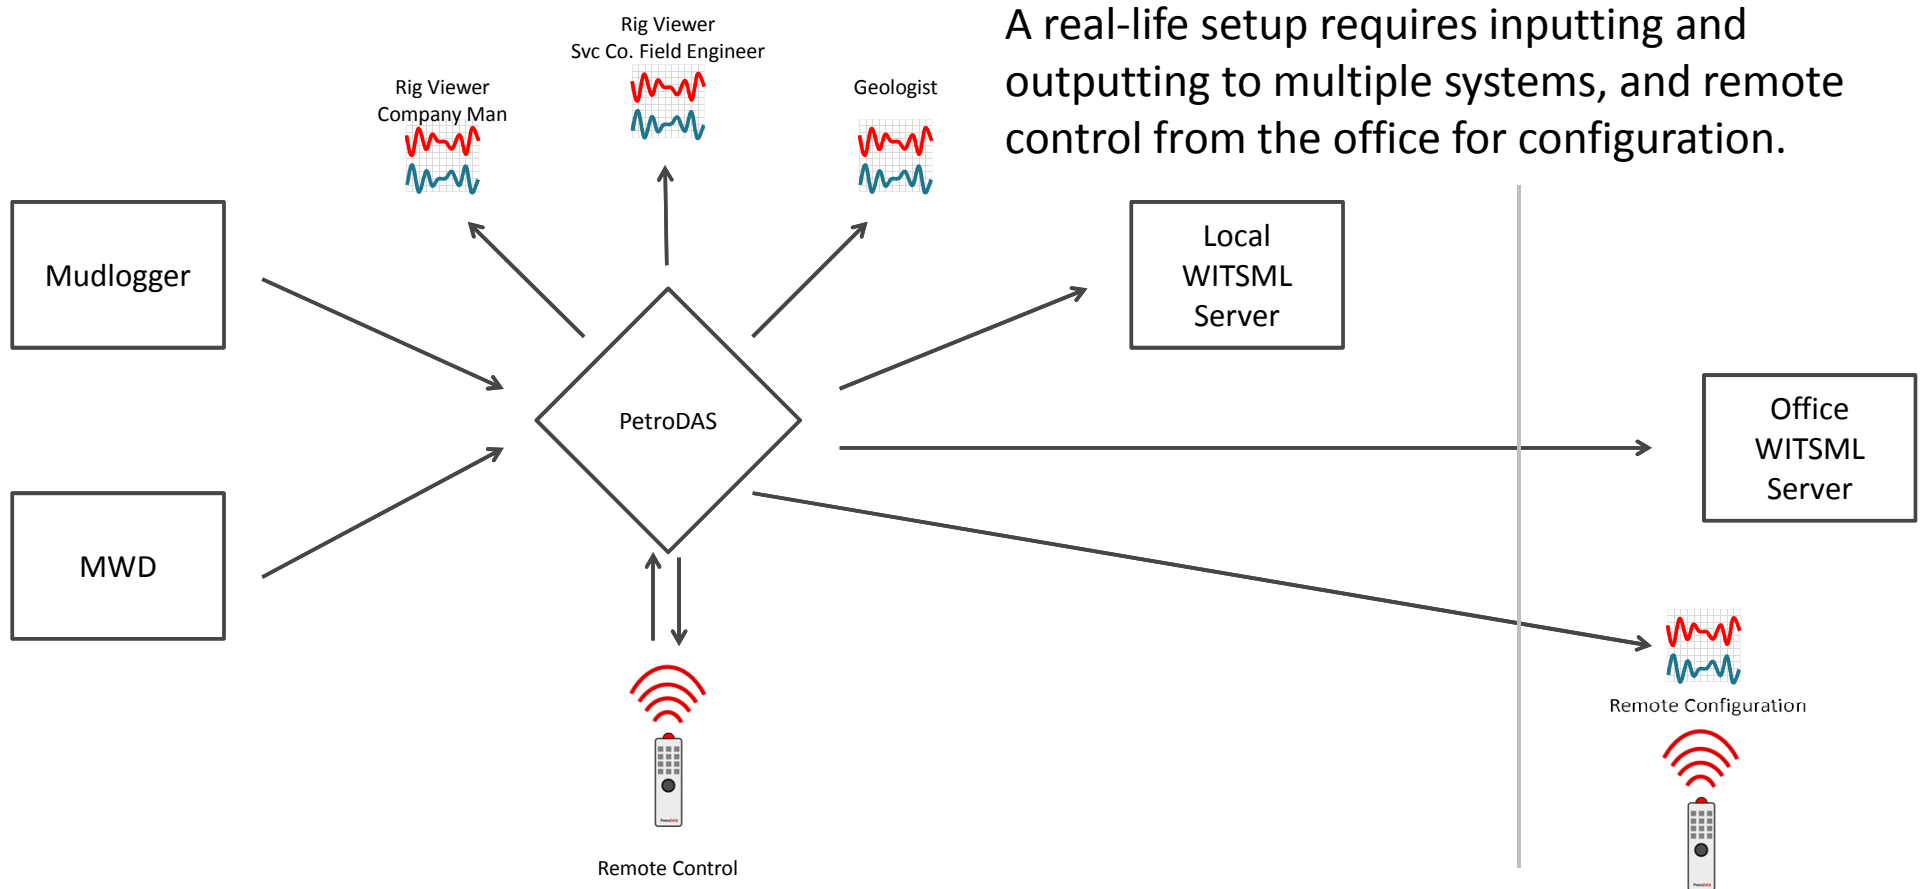 A real-life setup requires inputting and
outputting to multiple systems, and remote
control from the office for configuration.
Rig Viewer
Svc Co. Field Engineer
Rig Viewer
Company Man
Geologist
Mudlogger
Local
WITSML
Server
PetroDAS
Office
WITSML
Server
MWD
Remote Configuration
PetroDAS
Remote Control
PetroDAS